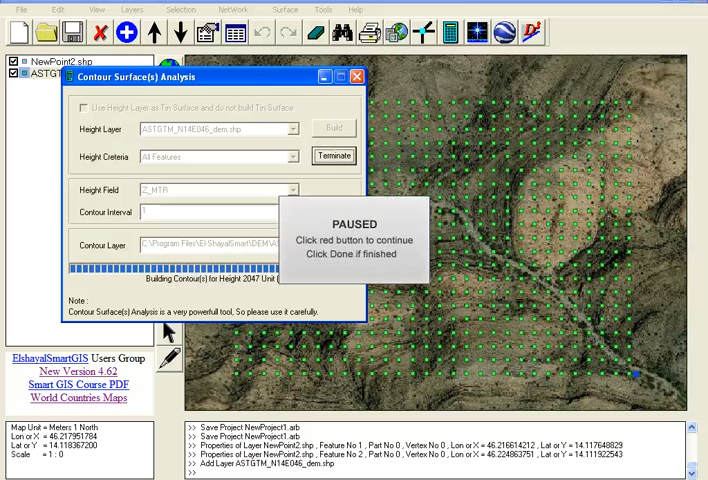 File View Layers Selection NetWork Surface Tools Help
NewPoint2.shp
ASTGT
Contour Surface(s) Analysis
Use Height Layer as Tin Surface and do not build Tin Surface
Height Layer ASTGTM_N14E046_dem.shp Build
Height Creteria All Features Terminate
Height Field Z_MTR
Contour Interval 1
PAUSED
Click red button to continue
Click Done if finished
Contour Layer C:\Program Files\El-ShayalSmart\DEM\AS
Building Contour(s) for Height 2047 Unit
Note :
Contour Surface(s) Analysis is a very powerfull tool, So please use it carefully.
ElshayalSmartGIS Users Group
New Version 4.62
Smart GIS Course PDF
World Countries Maps
Map Unit = Meters 1 North
Lon or X = 46.217951784
Lat or Y = 14.118367200
Scale = 1 : 0
>> Save Project NewProject1.arb
>> Save Project NewProject1.arb
>> Properties of Layer NewPoint2.shp , Feature No 1 , Part No 0 , Vertex No 0 , Lon or X = 46.216614212 , Lat or Y = 14.117648829
>> Properties of Layer NewPoint2.shp , Feature No 2 , Part No 0 , Vertex No 0 , Lon or X = 46.224863751 , Lat or Y = 14.111922543
>> Add Layer ASTGTM_N14E046_dem.shp
>>